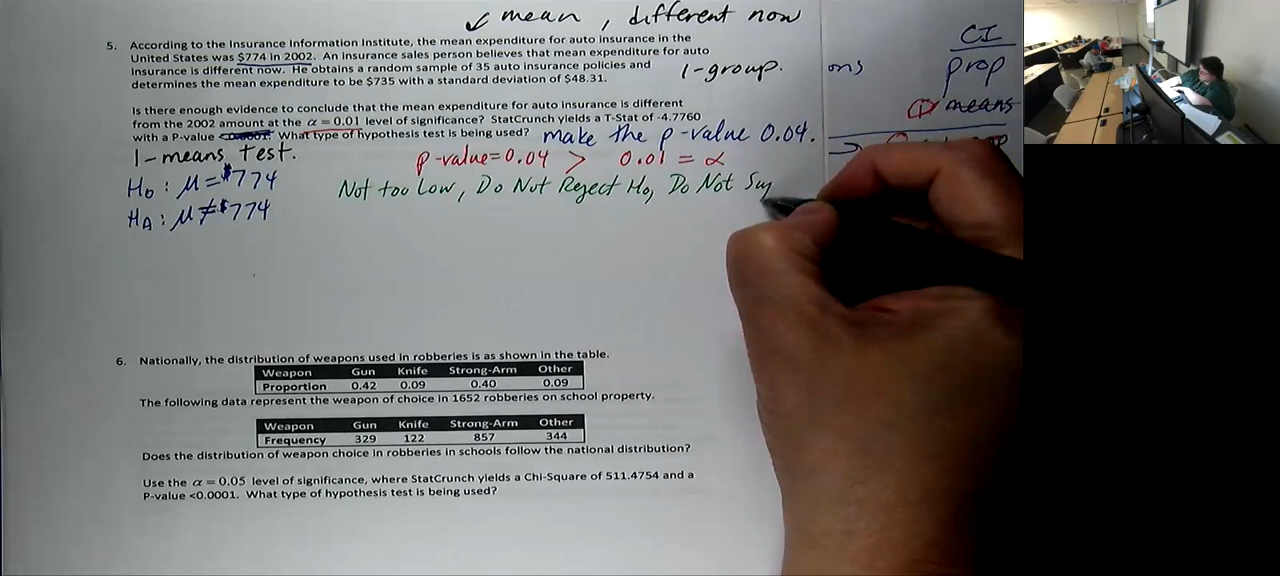 ✓ mean, different now
5. According to the Insurance Information Institute, the mean expenditure for auto insurance in the
United States was $774 in 2002. An insurance sales person believes that mean expenditure for auto
insurance is different now. He obtains a random sample of 35 auto insurance policies and
determines the mean expenditure to be $735 with a standard deviation of $48.31.
1-group.
ons
CI
prop
① means
Is there enough evidence to conclude that the mean expenditure for auto insurance is different
from the 2002 amount at the α = 0.01 level of significance? StatCrunch yields a T-Stat of -4.7760
with a P-value What type of hypothesis test is being used? make the p-value 0.04.
1-means test.
p-value=0.04 > 0.01 = α
H0: μ=$774
Not too Low, Do Not Reject Ho, Do Not Sup
HA: μ≠$774
6. Nationally, the distribution of weapons used in robberies is as shown in the table.
Weapon Gun Knife Strong-Arm Other
Proportion 0.42 0.09 0.40 0.09
The following data represent the weapon of choice in 1652 robberies on school property.
Weapon Gun Knife Strong-Arm Other
Frequency 329 122 857 344
Does the distribution of weapon choice in robberies in schools follow the national distribution?
Use the α = 0.05 level of significance, where StatCrunch yields a Chi-Square of 511.4754 and a
P-value <0.0001. What type of hypothesis test is being used?